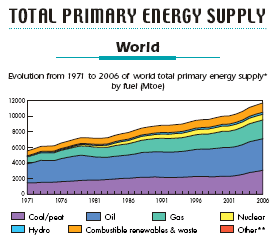 TOTAL PRIMARY ENERGY SUPPLY
World
Evolution from 1971 to 2006 of world total primary energy supply*
by fuel (Mtoe)
12000
10000
8000
6000
4000
2000
0
1971 1976 1981 1986 1991 1996 2001 2006
Coal/peat Oil Gas Nuclear
Hydro Combustible renewables & waste Other**